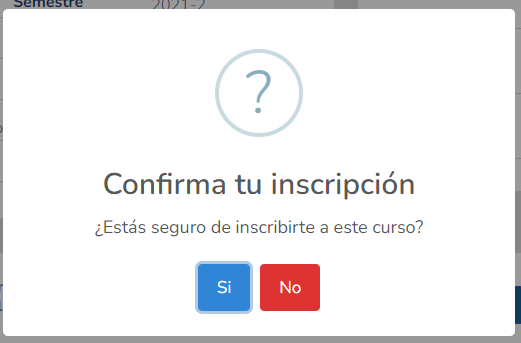 Semestre 2021-2
?
Confirma tu inscripción
¿Estás seguro de inscribirte a este curso?
Si No